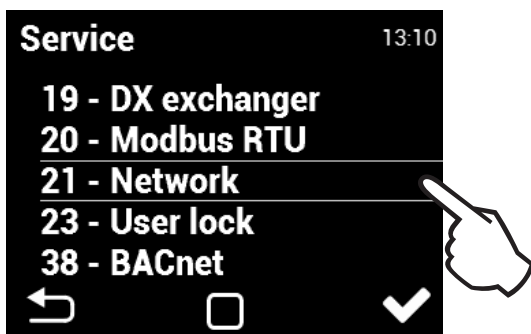 Service 13:10
19 - DX exchanger
20 - Modbus RTU
21 - Network
23 - User lock
38 - BACnet